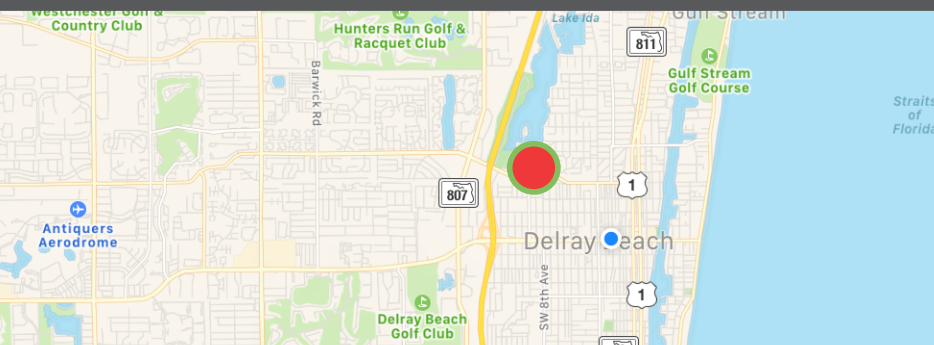 Westchester Golf &
Country Club
Hunters Run Golf &
Racquet Club
Lake Ida
Gulf Stream
811
Gulf Stream
Golf Course
Straits
of
Florida
Barwick Rd
807
1
Antiquers
Aerodrome
Delray Beach
SW 8th Ave
1
Delray Beach
Golf Club